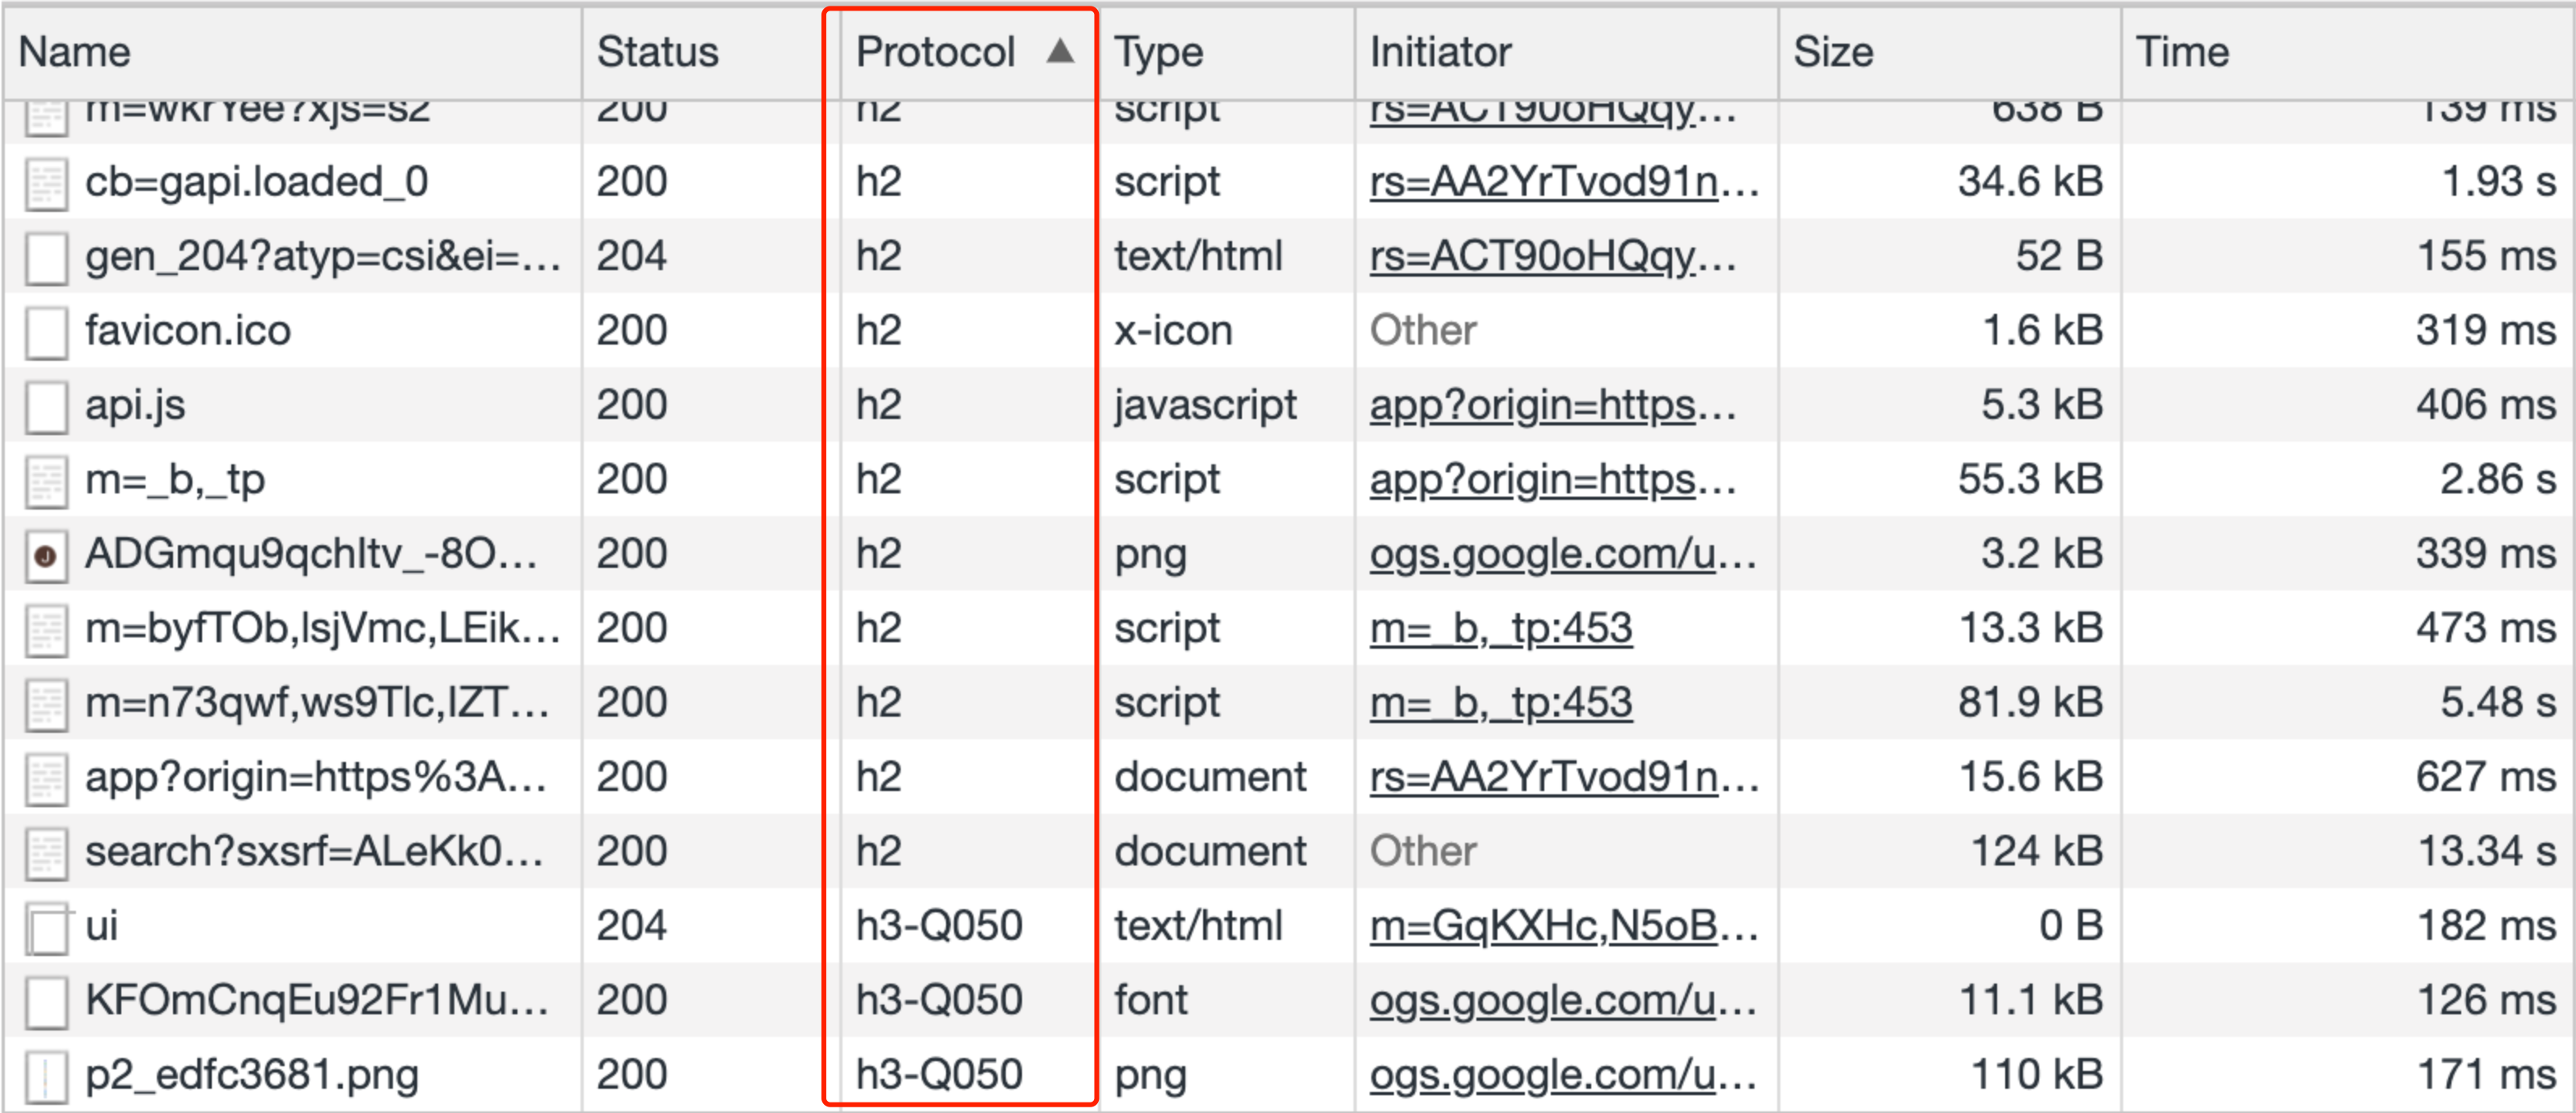 Name Status Protocol ▲ Type Initiator Size Time
m=wkrYee?xjs=s2 200 h2 script rs=ACT90oHQqy... 638 B 139 ms
cb=gapi.loaded_0 200 h2 script rs=AA2YrTvod91n... 34.6 kB 1.93 s
gen_204?atyp=csi&ei=... 204 h2 text/html rs=ACT90oHQqy... 52 B 155 ms
favicon.ico 200 h2 x-icon Other 1.6 kB 319 ms
api.js 200 h2 javascript app?origin=https... 5.3 kB 406 ms
m=_b,_tp 200 h2 script app?origin=https... 55.3 kB 2.86 s
ADGmqu9qchltv_-8O... 200 h2 png ogs.google.com/u... 3.2 kB 339 ms
m=byfTOb,lsjVmc,LEik... 200 h2 script m=_b,_tp:453 13.3 kB 473 ms
m=n73qwf,ws9Tlc,IZT... 200 h2 script m=_b,_tp:453 81.9 kB 5.48 s
app?origin=https%3A... 200 h2 document rs=AA2YrTvod91n... 15.6 kB 627 ms
search?sxsrf=ALeKk0... 200 h2 document Other 124 kB 13.34 s
ui 204 h3-Q050 text/html m=GqKXHc,N5oB... 0 B 182 ms
KFOmCnqEu92Fr1Mu... 200 h3-Q050 font ogs.google.com/u... 11.1 kB 126 ms
p2_edfc3681.png 200 h3-Q050 png ogs.google.com/u... 110 kB 171 ms